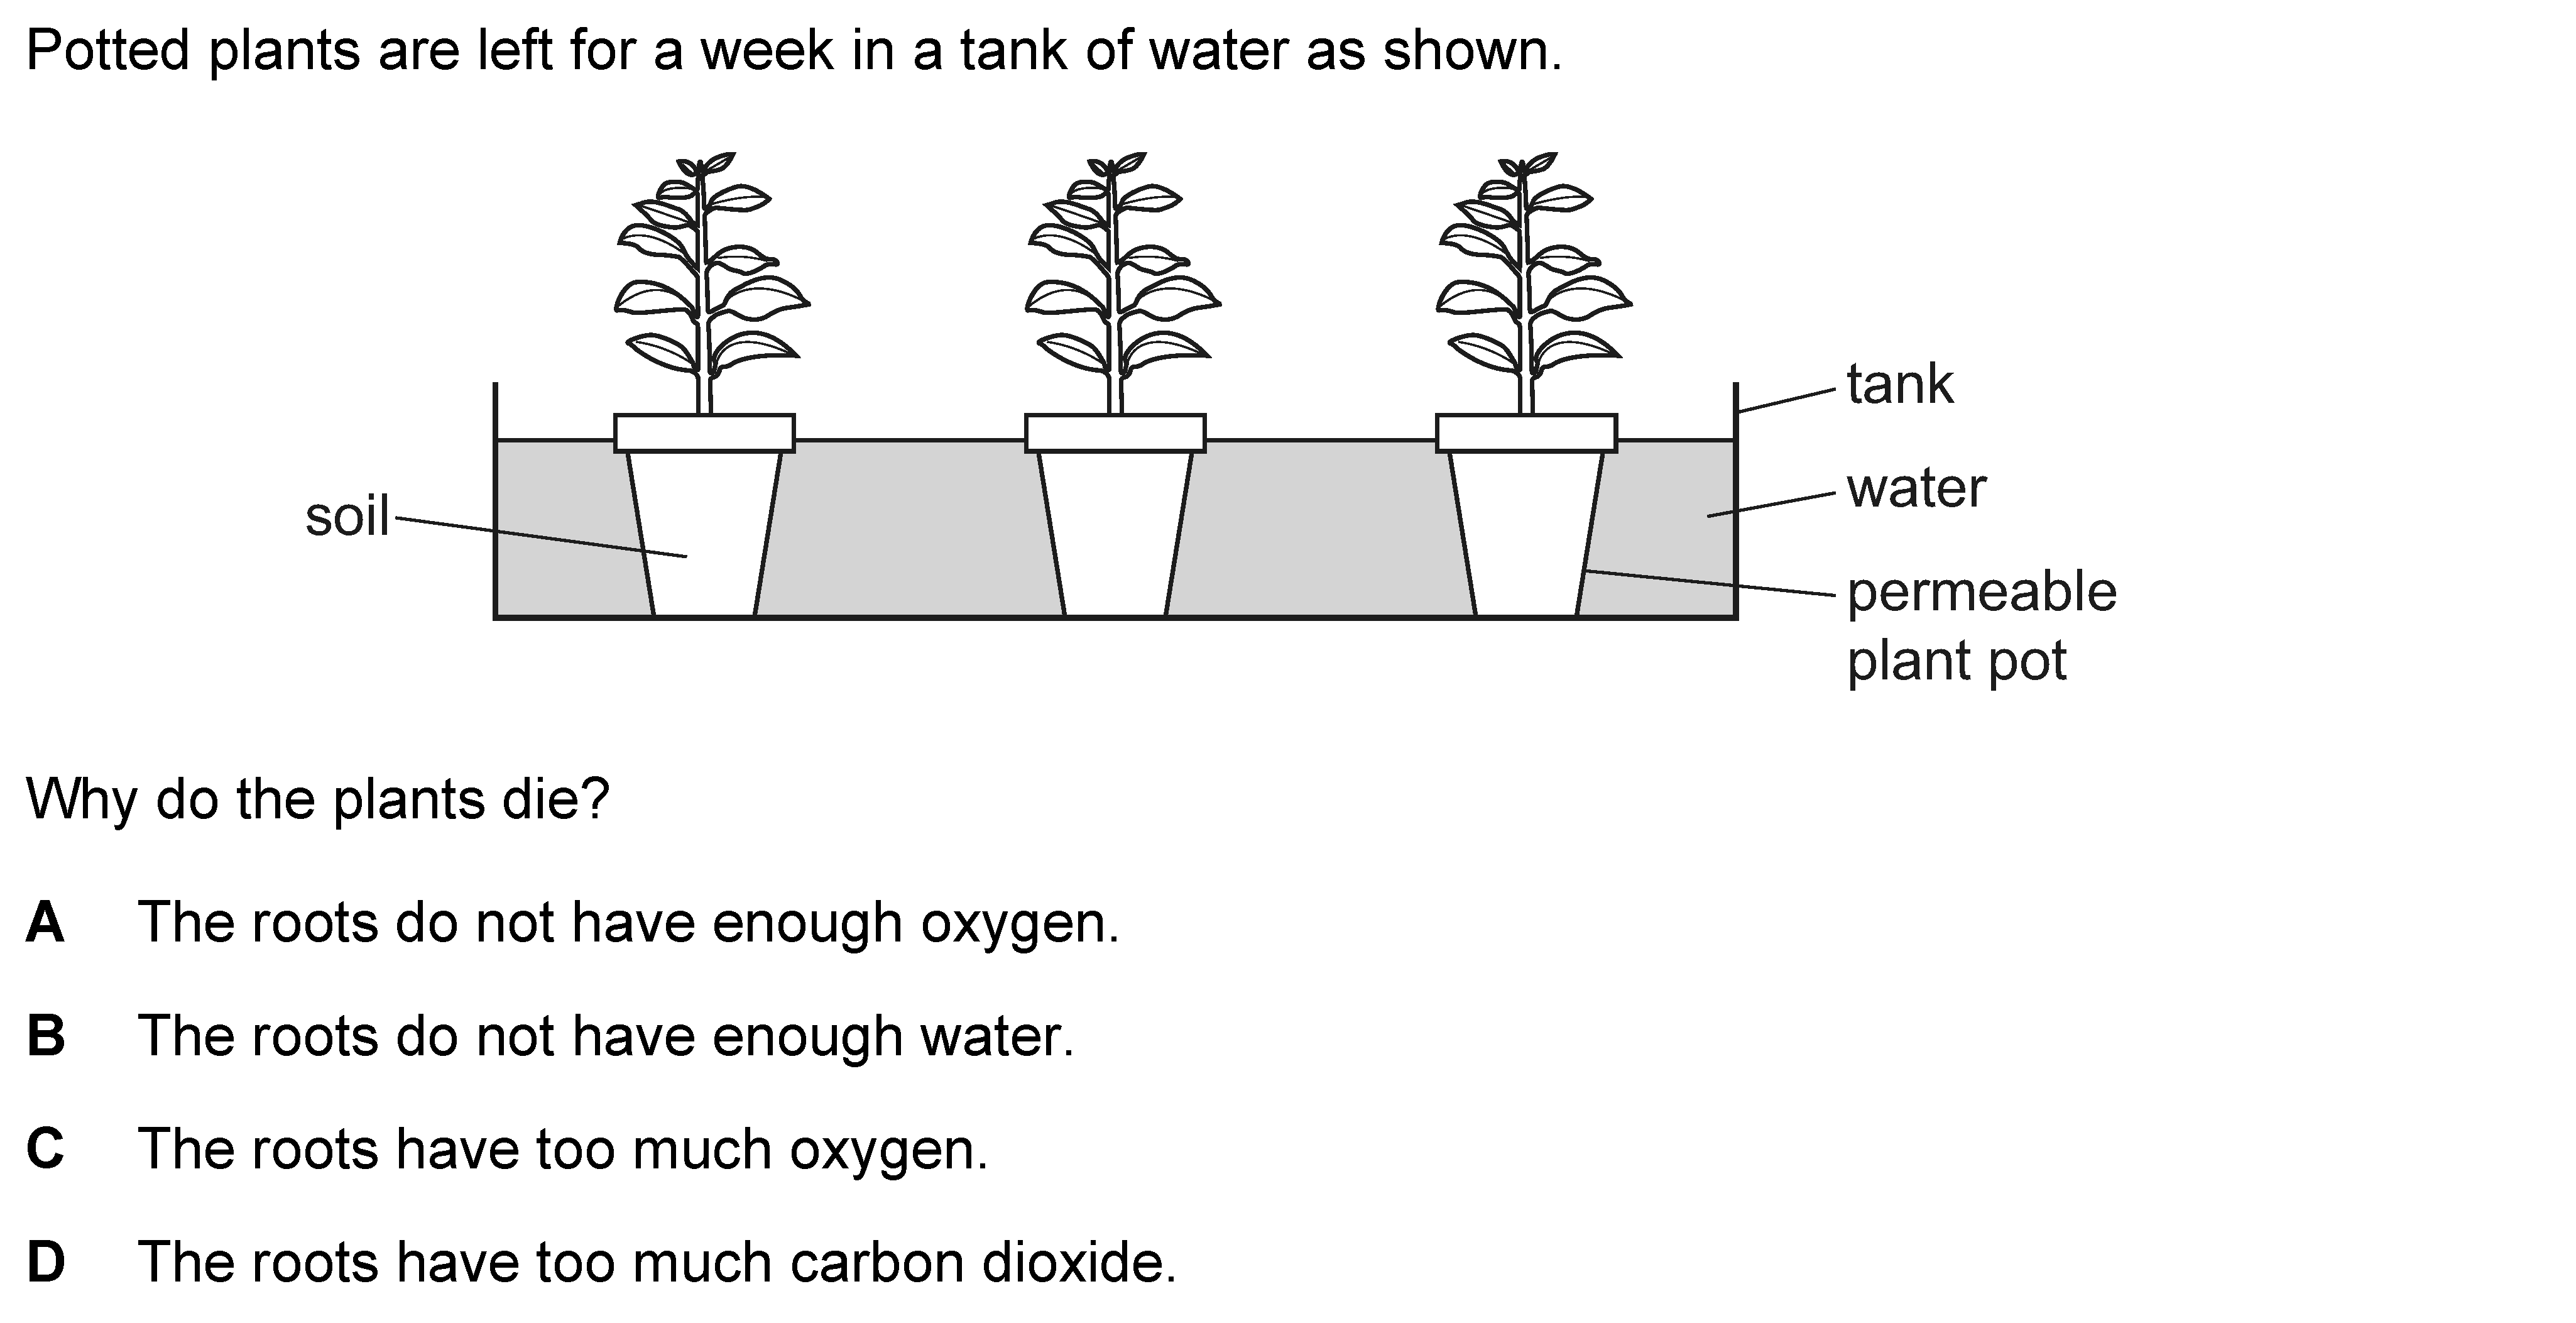 Potted plants are left for a week in a tank of water as shown.
tank
water
soil
permeable
plant pot
Why do the plants die?
A The roots do not have enough oxygen.
B The roots do not have enough water.
C The roots have too much oxygen.
D The roots have too much carbon dioxide.